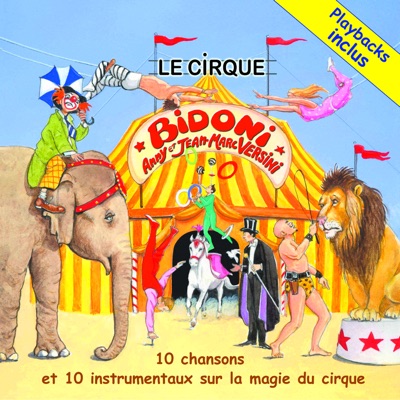 Playbacks
inclus
LE CIRQUE
BiDONi
ANNY ET JEAN-MARC VERSINI
10 chansons
et 10 instrumentaux sur la magie du cirque